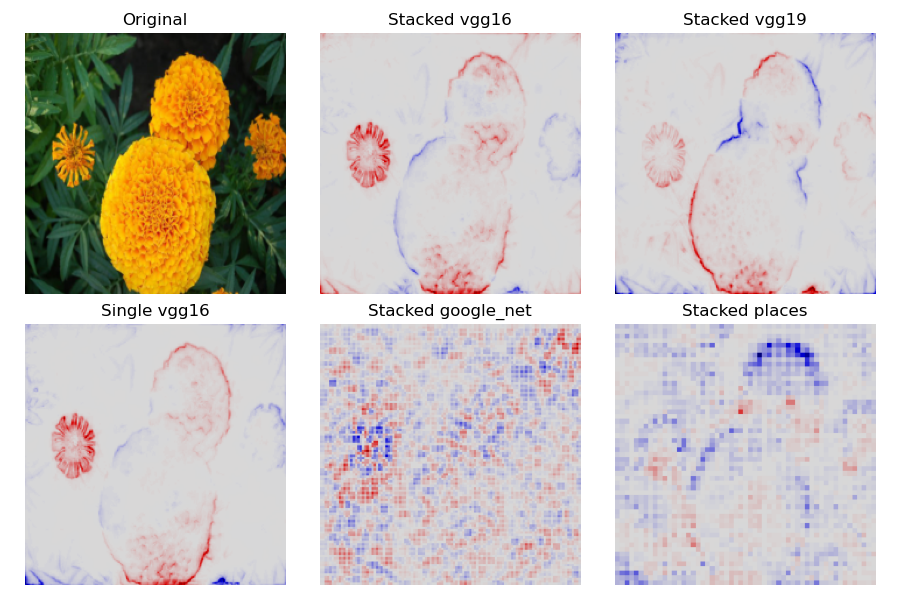 Original
Stacked vgg16
Stacked vgg19
Single vgg16
Stacked google_net
Stacked places